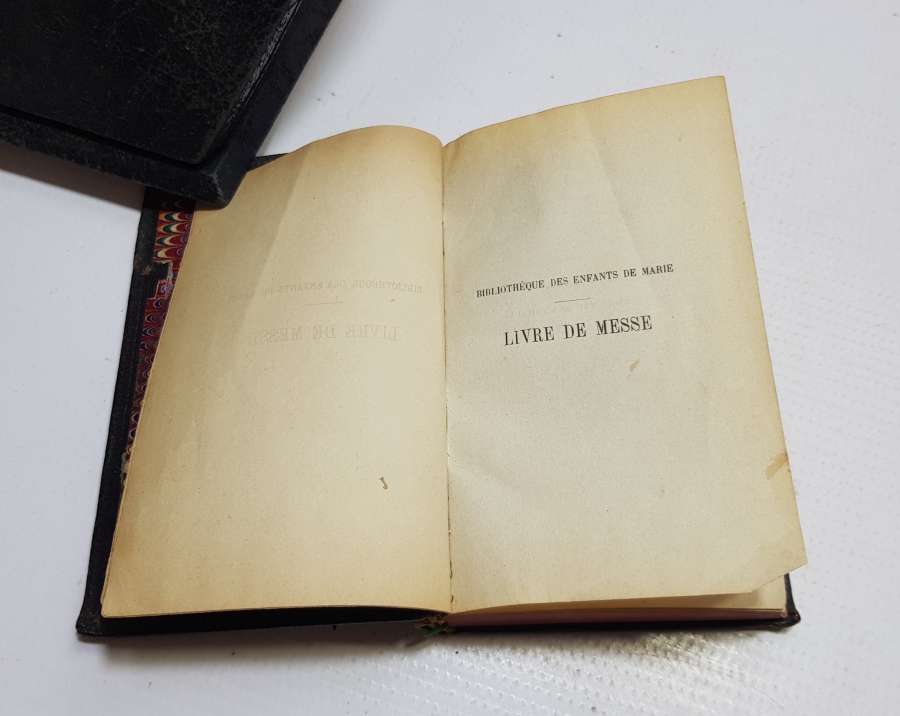 BIBLIOTHÈQUE DES ENFANTS DE MARIE
LIVRE DE MESSE